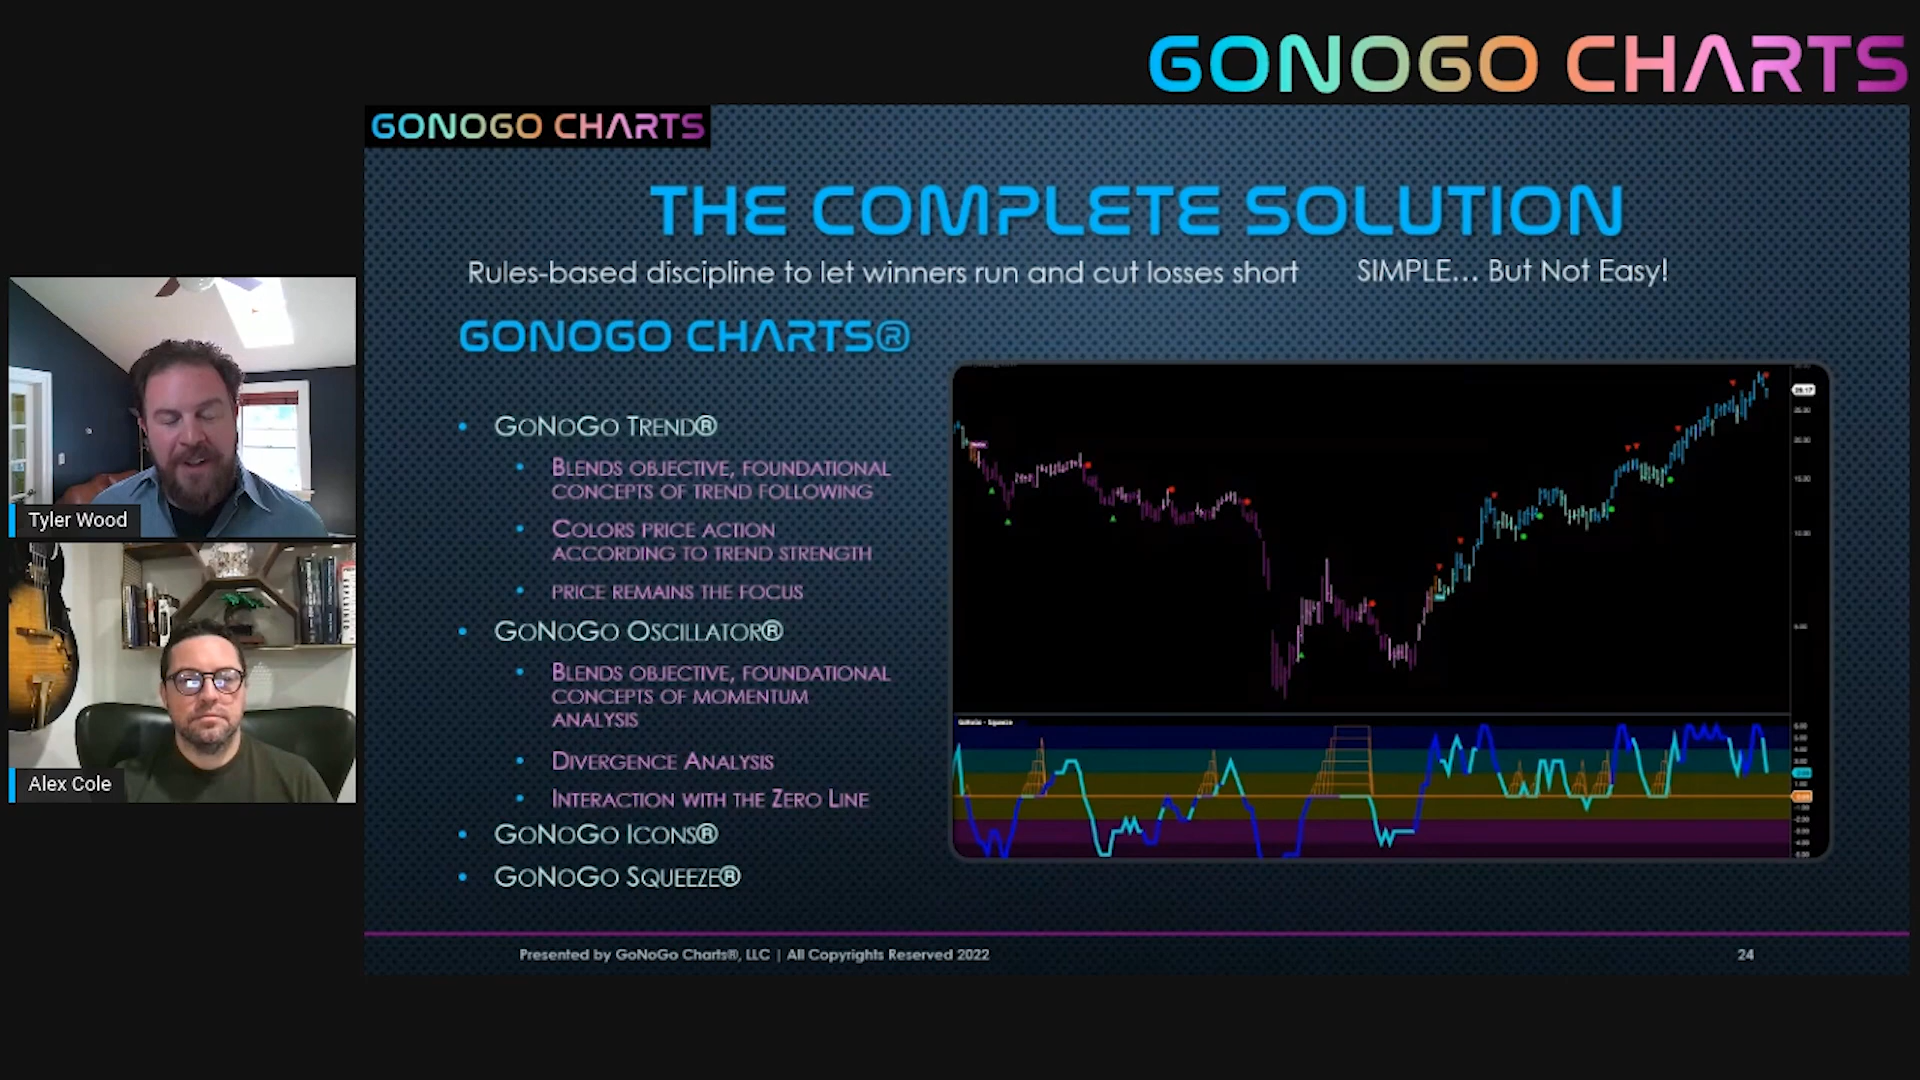 GONOGO CHARTS
GONOGO CHARTS
THE COMPLETE SOLUTION
Rules-based discipline to let winners run and cut losses short
SIMPLE... But Not Easy!
GONOGO CHARTS®
• GoNoGo Trend®
• Blends objective, foundational
concepts of trend following
• Colors price action
according to trend strength
• price remains the focus
• GoNoGo Oscillator®
• Blends objective, foundational
concepts of momentum
analysis
• Divergence Analysis
• Interaction with the Zero Line
• GoNoGo Icons®
• GoNoGo Squeeze®
Tyler Wood
Alex Cole
GoNoGo - Squeeze
Presented by GoNoGo Charts®, LLC | All Copyrights Reserved 2022
24